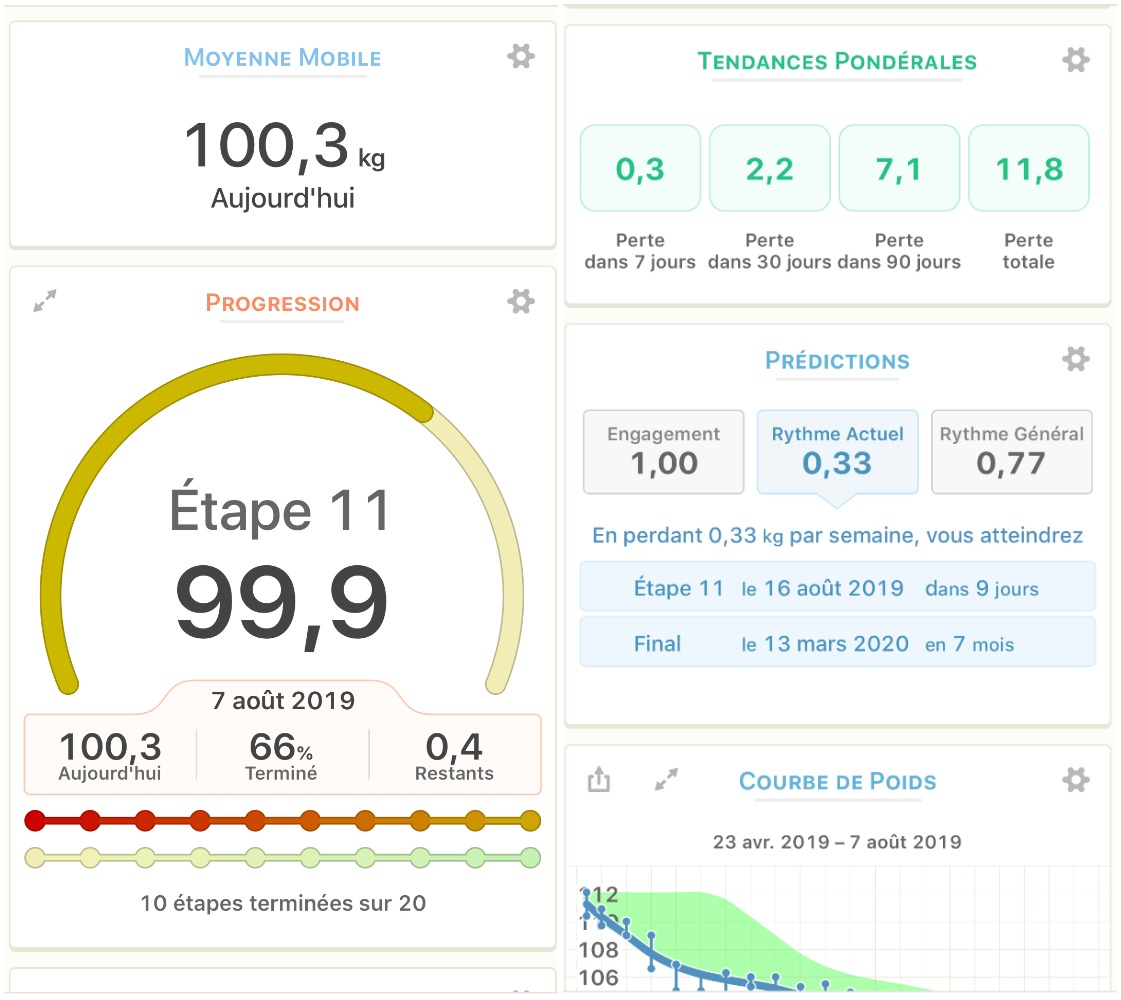 Moyenne Mobile
100,3 kg
Aujourd'hui
Progression
Étape 11
99,9
7 août 2019
100,3 66% 0,4
Aujourd'hui Terminé Restants
10 étapes terminées sur 20
Tendances Pondérales
0,3 2,2 7,1 11,8
Perte Perte Perte Perte
dans 7 jours dans 30 jours dans 90 jours totale
Prédictions
Engagement Rythme Actuel Rythme Général
1,00 0,33 0,77
En perdant 0,33 kg par semaine, vous atteindrez
Étape 11 le 16 août 2019 dans 9 jours
Final le 13 mars 2020 en 7 mois
Courbe de Poids
23 avr. 2019 – 7 août 2019
112
110
108
106